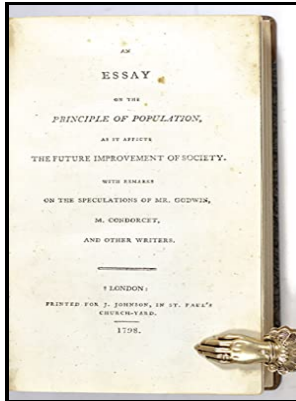 AN
ESSAY
ON THE
PRINCIPLE OF POPULATION,
AS IT AFFECTS
THE FUTURE IMPROVEMENT OF SOCIETY.
WITH REMARKS
ON THE SPECULATIONS OF MR. GODWIN,
M. CONDORCET,
AND OTHER WRITERS.
LONDON:
PRINTED FOR J. JOHNSON, IN ST. PAUL'S
CHURCH-YARD.
1798.